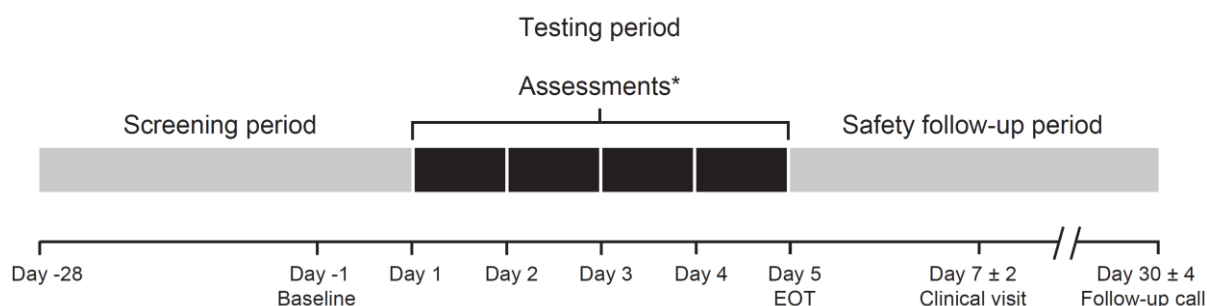 Testing period
Assessments*
Screening period
Safety follow-up period
Day -28
Day -1
Baseline
Day 1
Day 2
Day 3
Day 4
Day 5
EOT
Day 7 ± 2
Clinical visit
Day 30 ± 4
Follow-up call